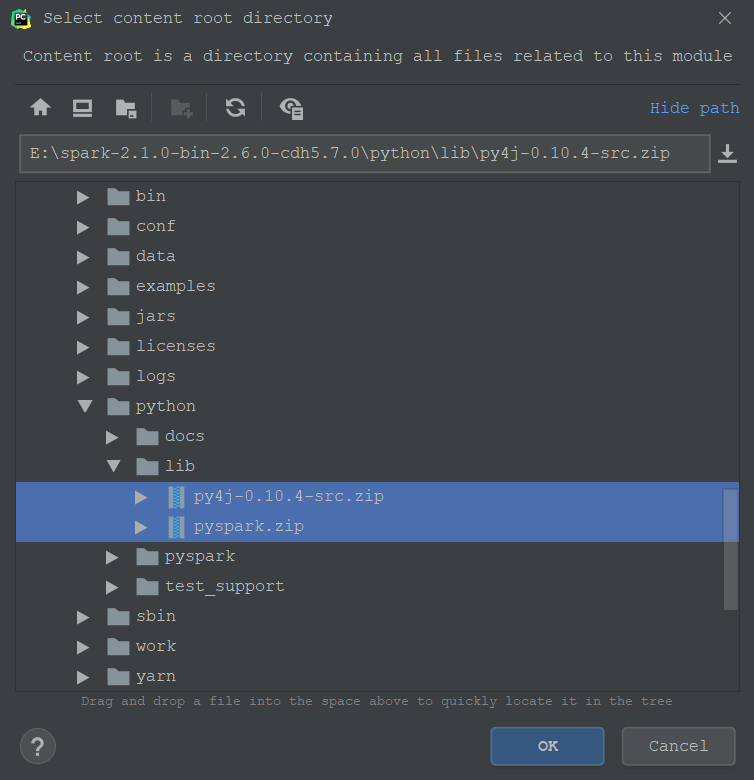 Select content root directory
Content root is a directory containing all files related to this module
Hide path
E:\spark-2.1.0-bin-2.6.0-cdh5.7.0\python\lib\py4j-0.10.4-src.zip
bin
conf
data
examples
jars
licenses
logs
python
docs
lib
py4j-0.10.4-src.zip
pyspark.zip
pyspark
test_support
sbin
work
yarn
Drag and drop a file into the space above to quickly locate it in the tree
? OK Cancel